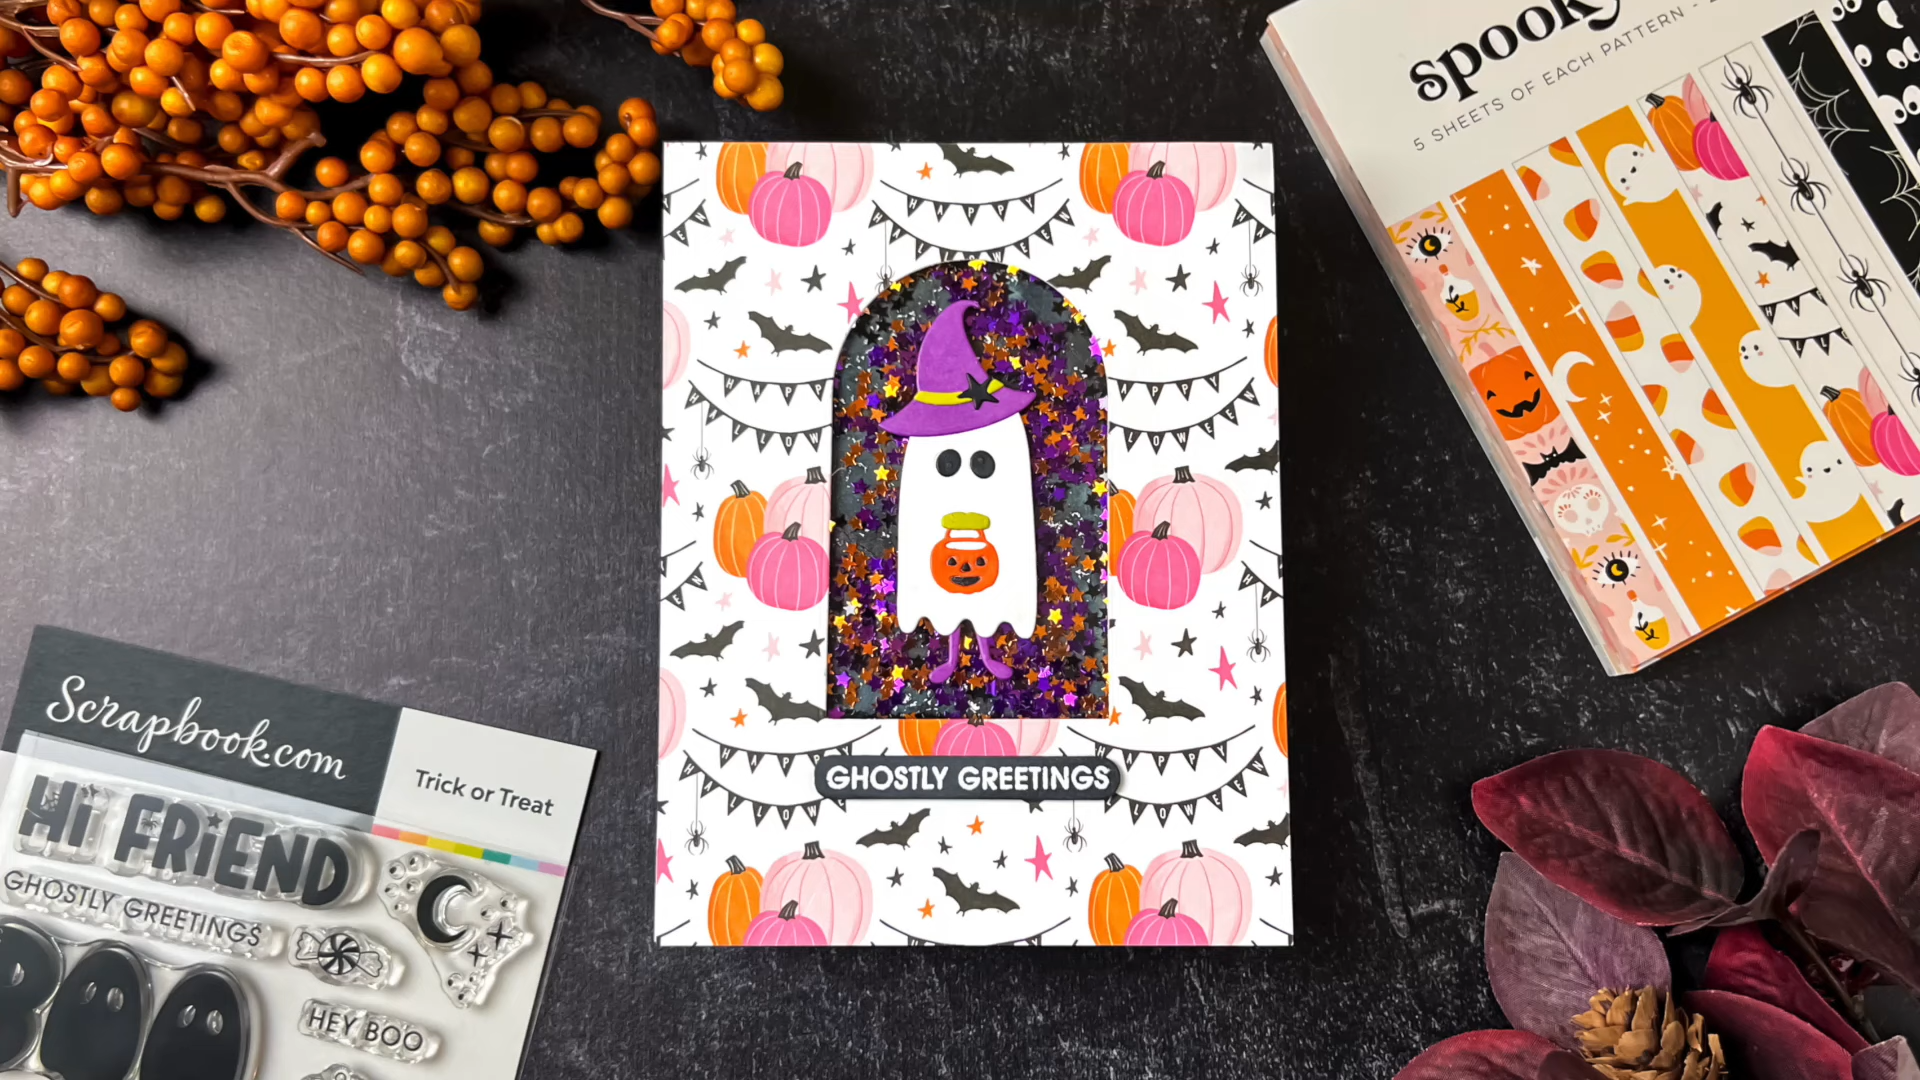 spooky
5 SHEETS OF EACH PATTERN -
HAPPY
HALLOWEEN
GHOSTLY GREETINGS
Scrapbook.com
Trick or Treat
HI FRIEND
GHOSTLY GREETINGS
HEY BOO